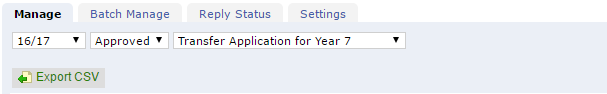 Manage Batch Manage Reply Status Settings
16/17 Approved Transfer Application for Year 7
Export CSV